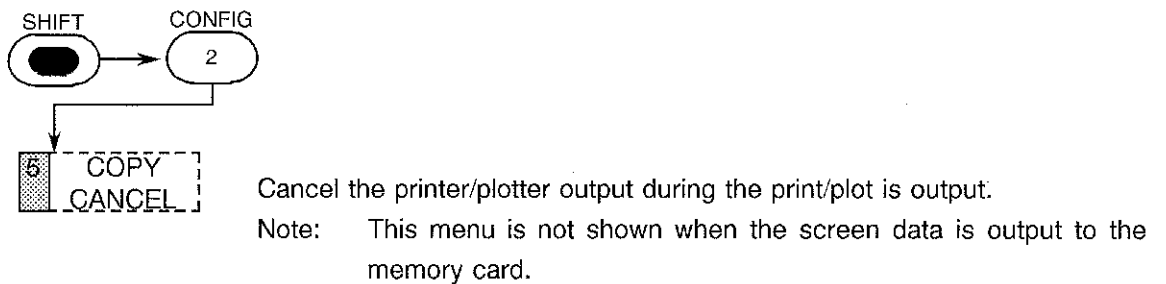 SHIFT CONFIG
2
5 COPY
CANCEL
Cancel the printer/plotter output during the print/plot is output.
Note: This menu is not shown when the screen data is output to the
memory card.